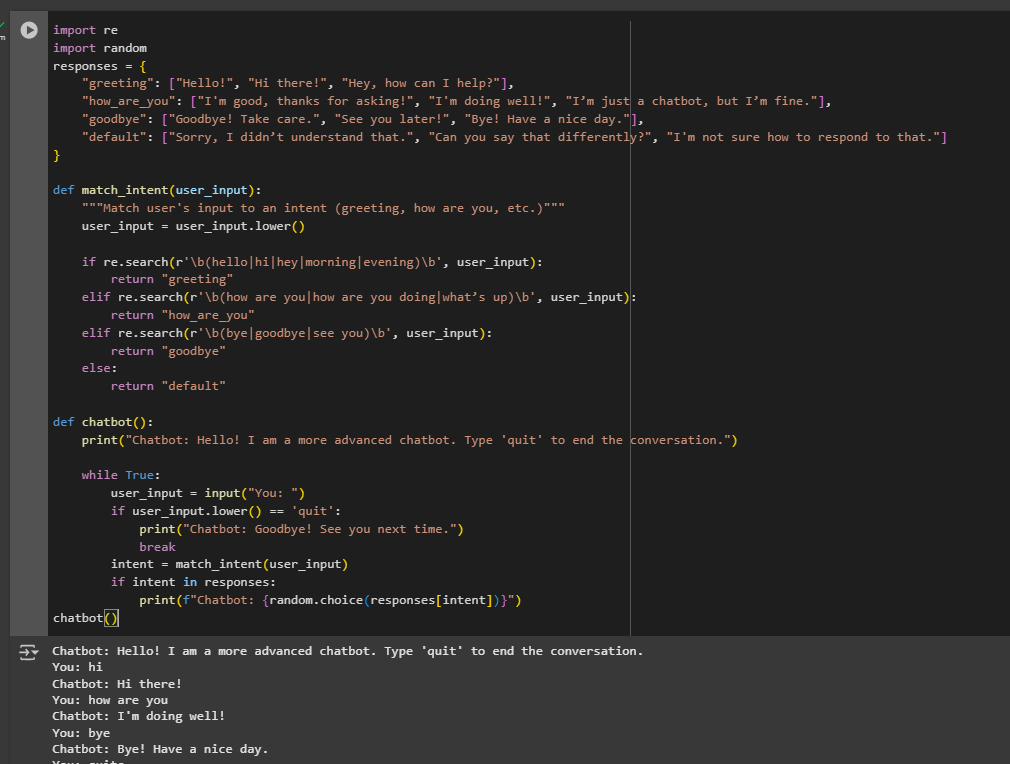 import re
import random
responses = {
    "greeting": ["Hello!", "Hi there!", "Hey, how can I help?"],
    "how_are_you": ["I'm good, thanks for asking!", "I'm doing well!", "I’m just a chatbot, but I’m fine."],
    "goodbye": ["Goodbye! Take care.", "See you later!", "Bye! Have a nice day."],
    "default": ["Sorry, I didn’t understand that.", "Can you say that differently?", "I'm not sure how to respond to that."]
}

def match_intent(user_input):
    """Match user's input to an intent (greeting, how are you, etc.)"""
    user_input = user_input.lower()

    if re.search(r'\b(hello|hi|hey|morning|evening)\b', user_input):
        return "greeting"
    elif re.search(r'\b(how are you|how are you doing|what’s up)\b', user_input):
        return "how_are_you"
    elif re.search(r'\b(bye|goodbye|see you)\b', user_input):
        return "goodbye"
    else:
        return "default"

def chatbot():
    print("Chatbot: Hello! I am a more advanced chatbot. Type 'quit' to end the conversation.")

    while True:
        user_input = input("You: ")
        if user_input.lower() == 'quit':
            print("Chatbot: Goodbye! See you next time.")
            break
        intent = match_intent(user_input)
        if intent in responses:
            print(f"Chatbot: {random.choice(responses[intent])}")
chatbot()
Chatbot: Hello! I am a more advanced chatbot. Type 'quit' to end the conversation.
You: hi
Chatbot: Hi there!
You: how are you
Chatbot: I'm doing well!
You: bye
Chatbot: Bye! Have a nice day.